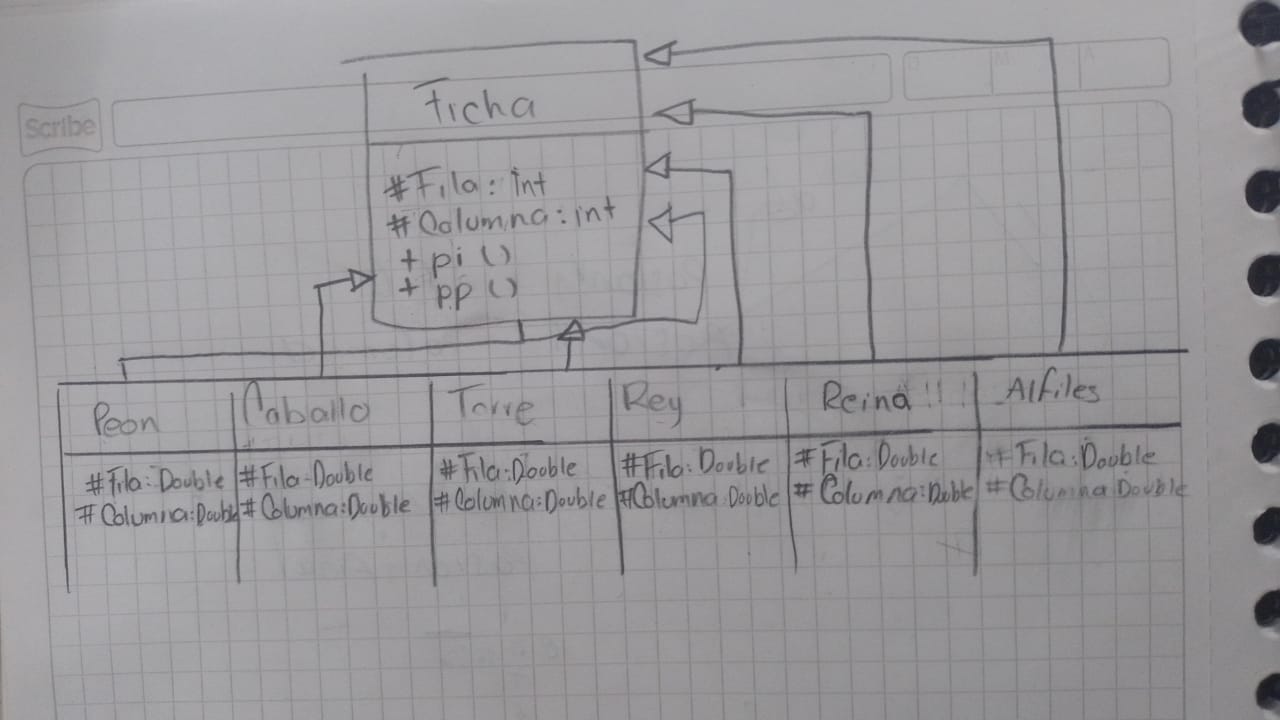 Scribe
Ficha
#Fila: int
#Columna: int
+ pi ()
+ pp ()
Peon
Caballo
Torre
Rey
Reina!!!
Alfiles
#Fila: Double
#Columna: Double
#Fila: Double
#Columna: Double
#Fila: Double
#Columna: Double
#Fila: Double
#Columna: Double
#Fila: Double
#Columna: Double
#Fila: Double
#Columna Double